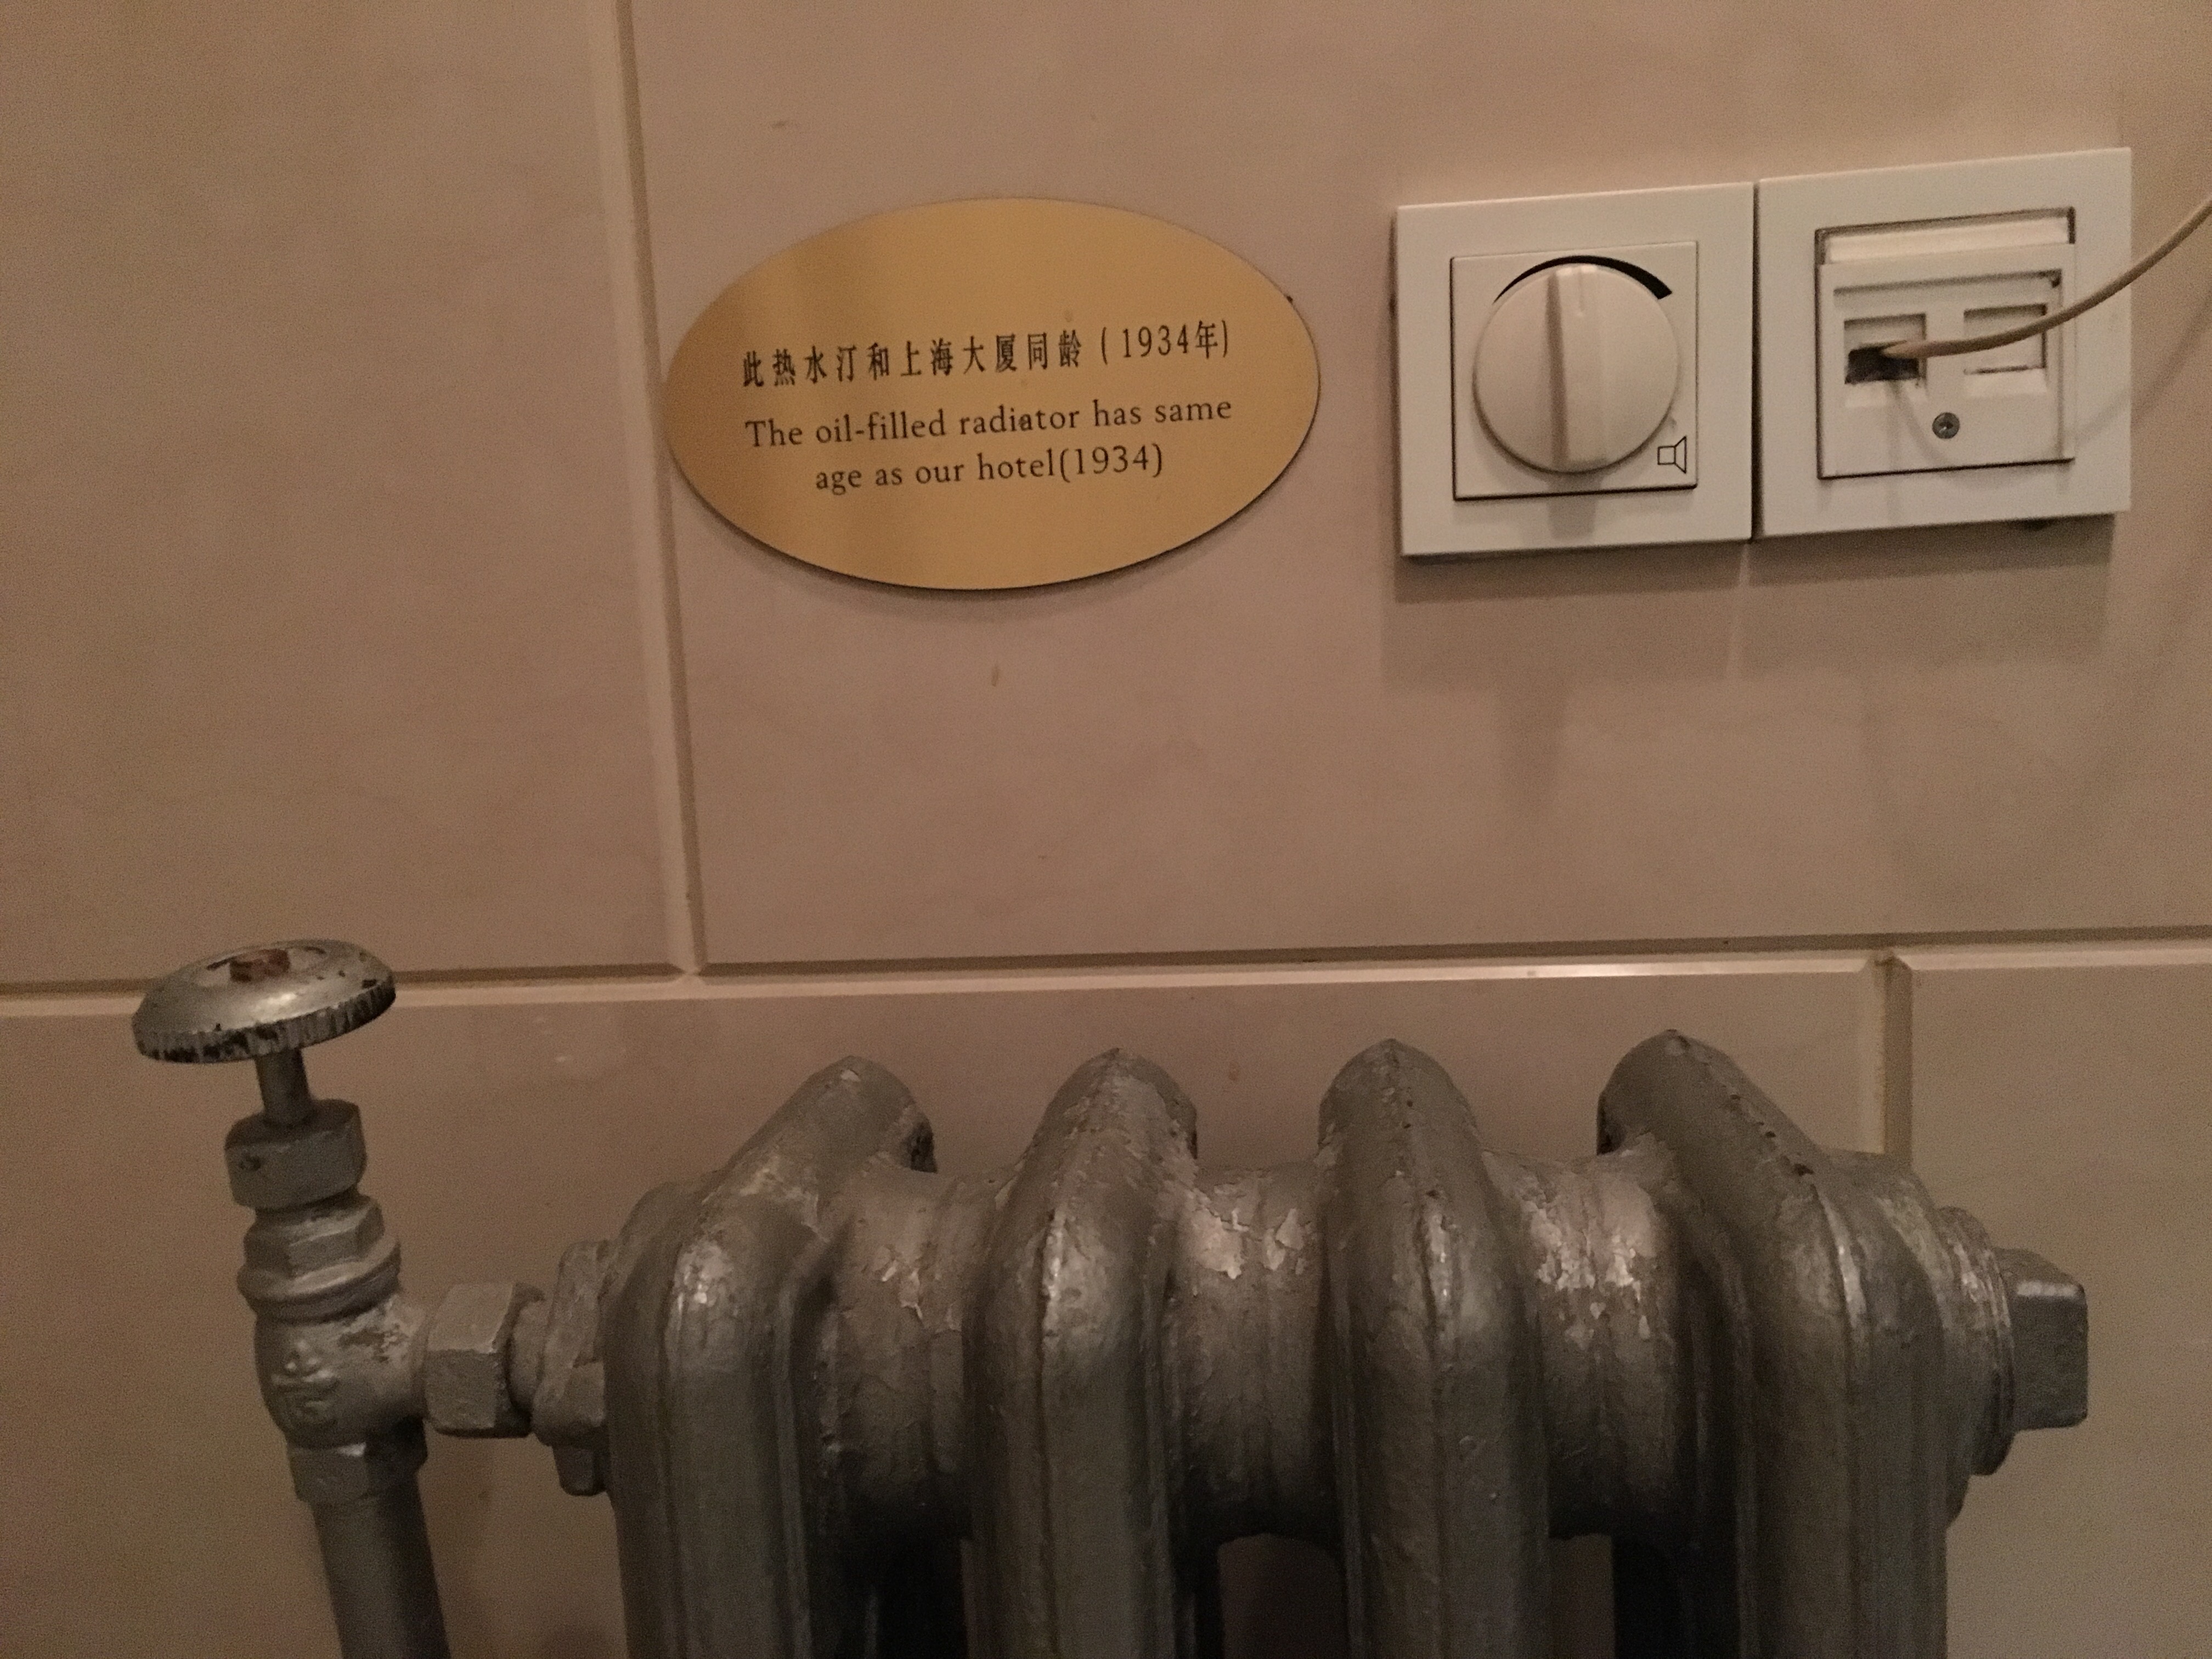 此热水汀和上海大厦同龄（1934年）
The oil-filled radiator has same
age as our hotel(1934)